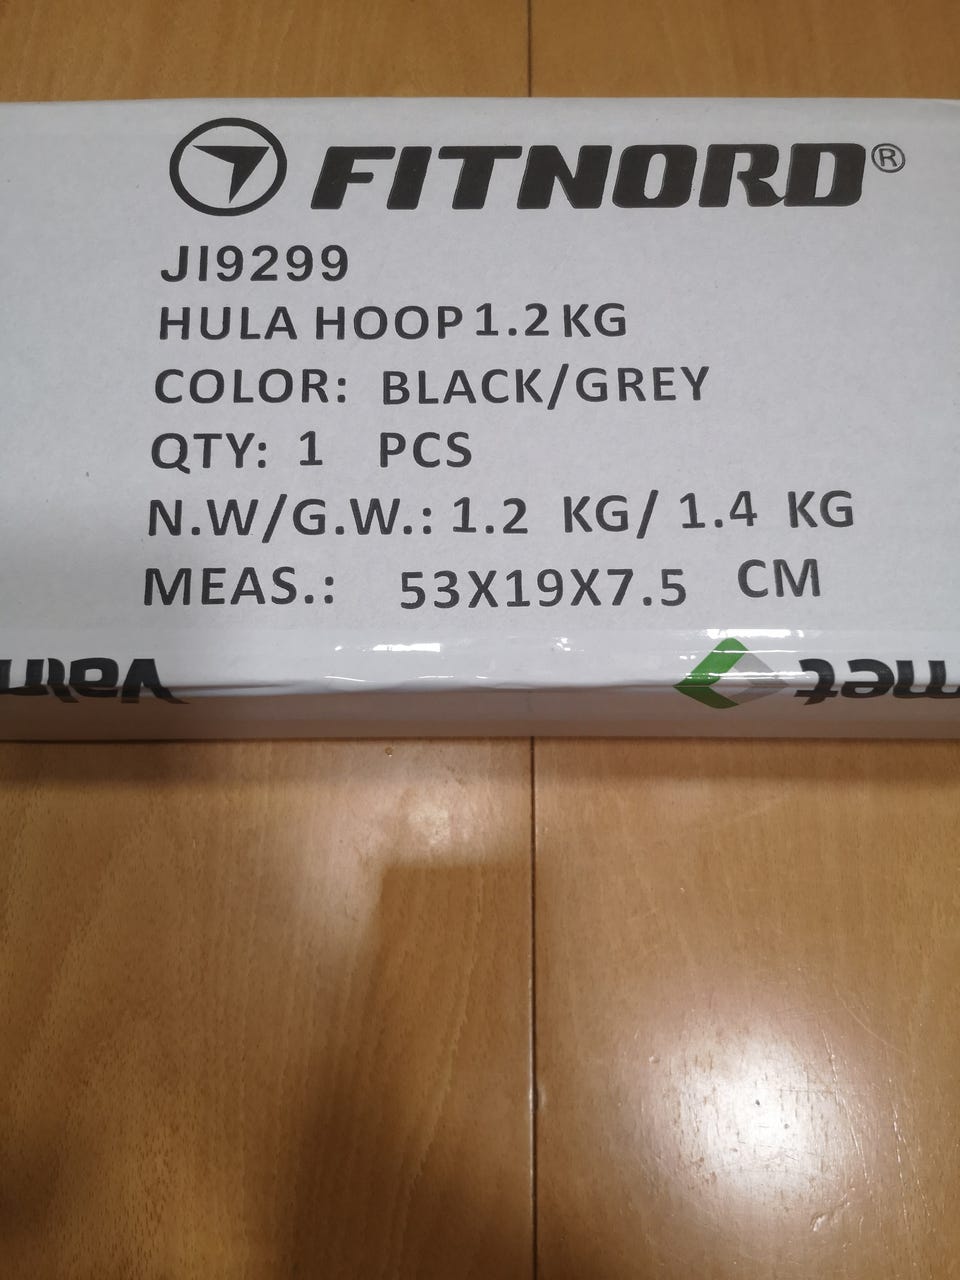 FITNORD®
JI9299
HULA HOOP 1.2 KG
COLOR: BLACK/GREY
QTY: 1 PCS
N.W/G.W.: 1.2 KG/ 1.4 KG
MEAS.: 53X19X7.5 CM